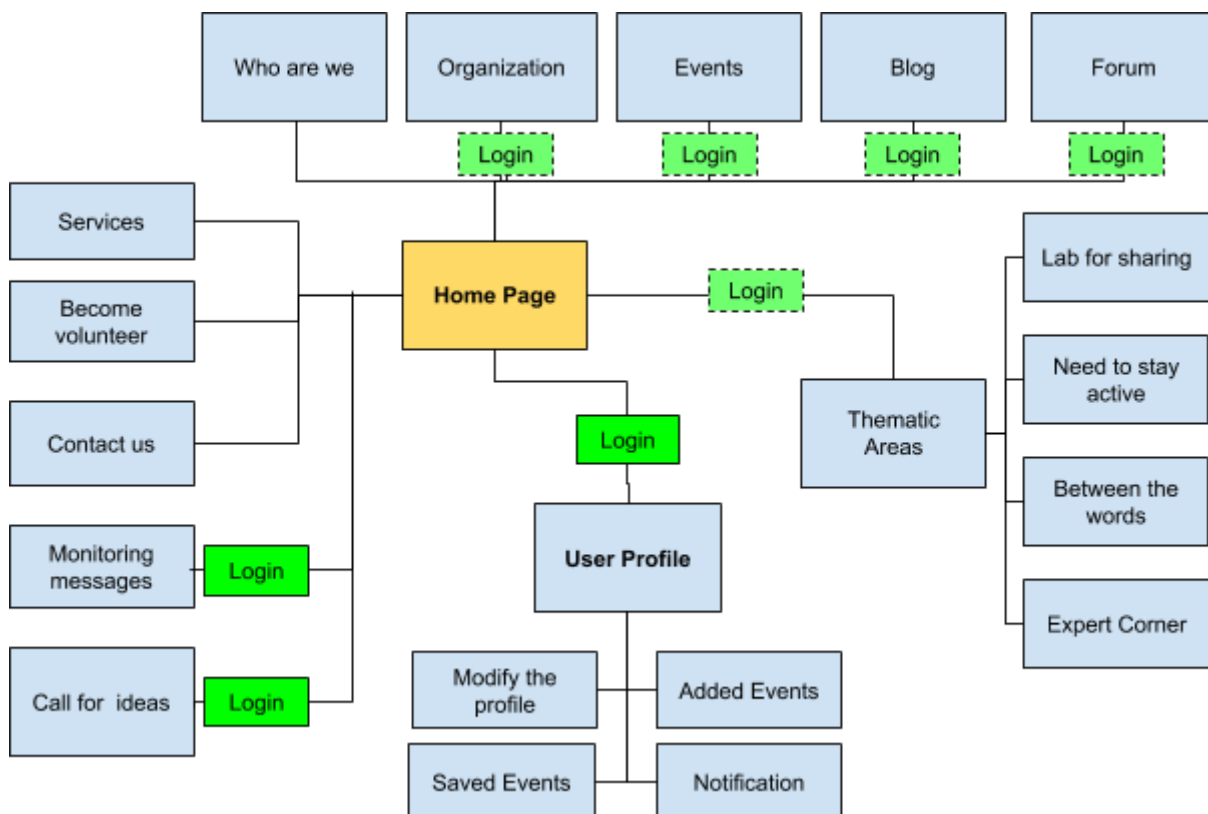 Who are we
Organization
Events
Blog
Forum
Login
Login
Login
Login
Services
Become
volunteer
Contact us
Monitoring
messages
Login
Call for ideas
Login
Home Page
Login
Login
User Profile
Modify the
profile
Added Events
Saved Events
Notification
Thematic
Areas
Lab for sharing
Need to stay
active
Between the
words
Expert Corner